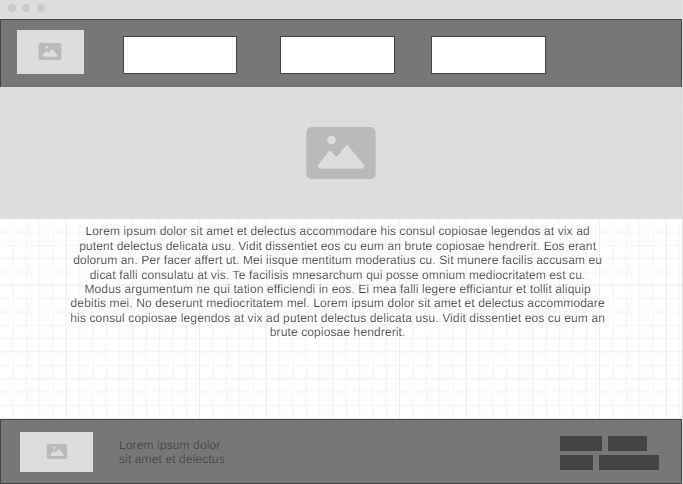 Lorem ipsum dolor sit amet et delectus accommodare his consul copiosae legendos at vix ad
putent delectus delicata usu. Vidit dissentiet eos cu eum an brute copiosae hendrerit. Eos erant
dolorum an. Per facer affert ut. Mei iisque mentitum moderatius cu. Sit munere facilis accusam eu
dicat falli consulatu at vis. Te facilisis mnesarchum qui posse omnium mediocritatem est cu.
Modus argumentum ne qui tation efficiendi in eos. Ei mea falli legere efficiantur et tollit aliquip
debitis mei. No deserunt mediocritatem mel. Lorem ipsum dolor sit amet et delectus accommodare
his consul copiosae legendos at vix ad putent delectus delicata usu. Vidit dissentiet eos cu eum an
brute copiosae hendrerit.
Lorem ipsum dolor
sit amet et delectus